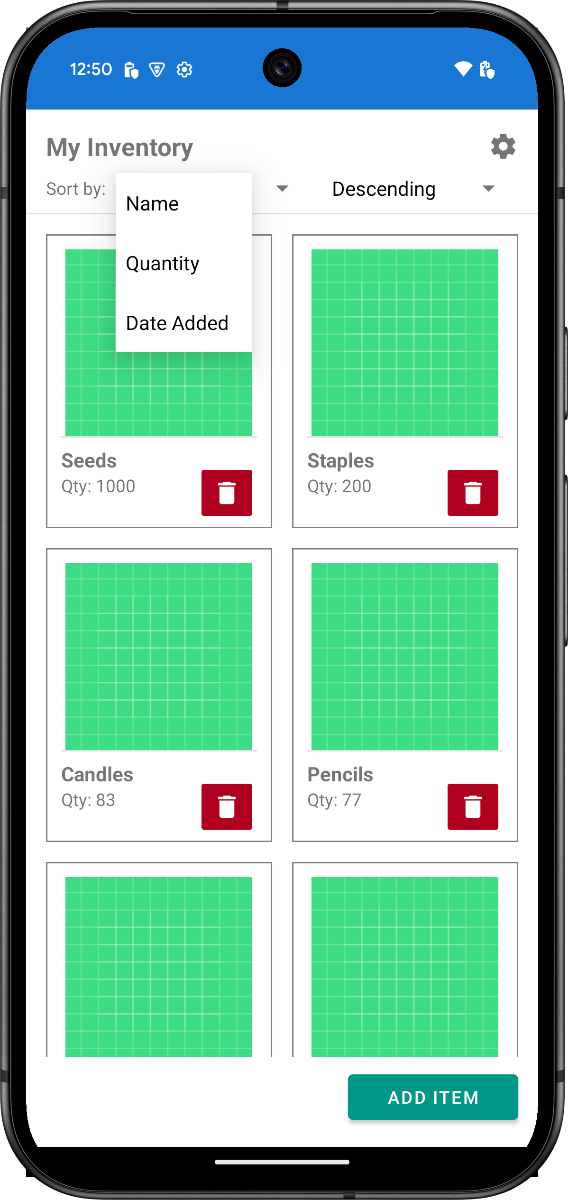 12:50
My Inventory
Sort by:
Descending
Name
Quantity
Date Added
Seeds
Qty: 1000
Staples
Qty: 200
Candles
Qty: 83
Pencils
Qty: 77
ADD ITEM